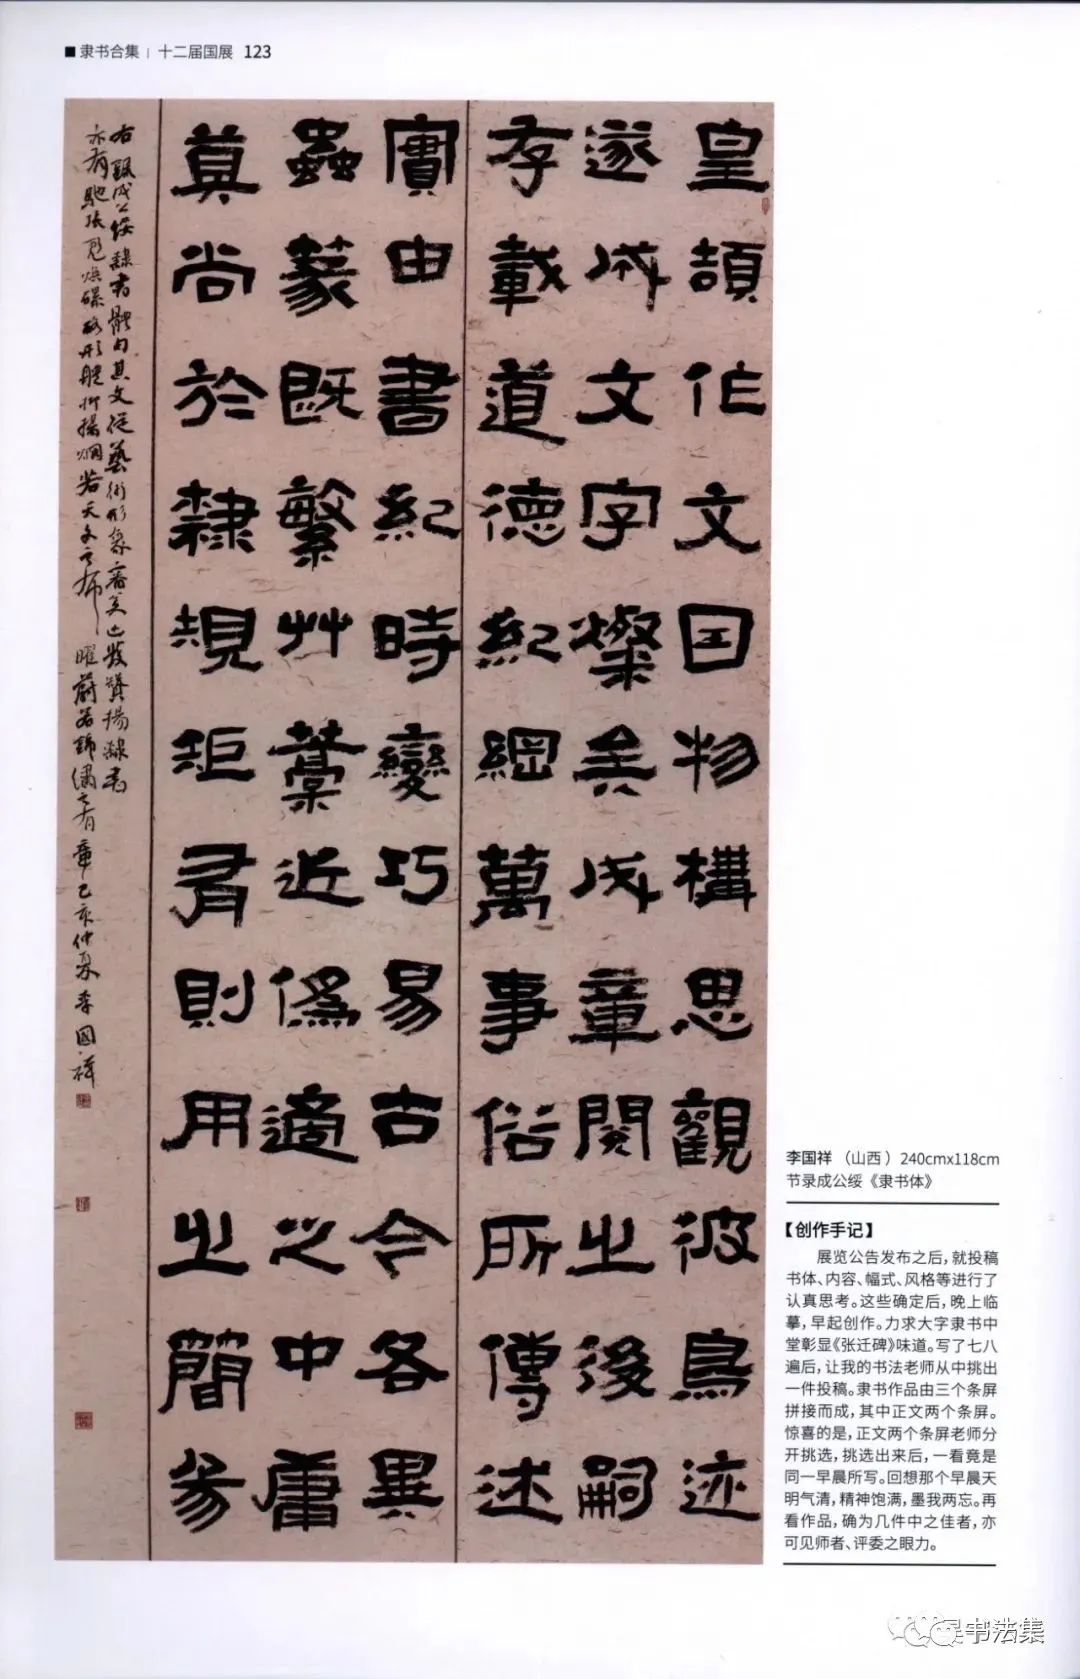 ■隶书合集 | 十二届国展 123
皇頡作文国物構思觀彼鳥迹
遂成文字燦矣成章閱之後嗣
存載道德紀綱萬事俗所傳述
實由書紀時變巧易古今各異
蟲篆既繁艸藁近偽適之中庸
莫尚於隸規矩有則用之簡易
右録成公綏隸書體句其文從藝術形象審美出發贊揚隸書
亦有馳張
形體抑揚
若天文之布
曜蔚若錦繡之有章己亥仲夏李國祥
李国祥（山西）240cmx118cm
节录成公绥《隶书体》
【创作手记】
展览公告发布之后，就投稿
书体、内容、幅式、风格等进行了
认真思考。这些确定后，晚上临
摹，早起创作。力求大字隶书中
堂彰显《张迁碑》味道。写了七八
遍后，让我的书法老师从中挑出
一件投稿。隶书作品由三个条屏
拼接而成，其中正文两个条屏。
惊喜的是，正文两个条屏老师分
开挑选，挑选出来后，一看竟是
同一早晨所写。回想那个早晨天
明气清，精神饱满，墨我两忘。再
看作品，确为几件中之佳者，亦
可见师者、评委之眼力。
书法集